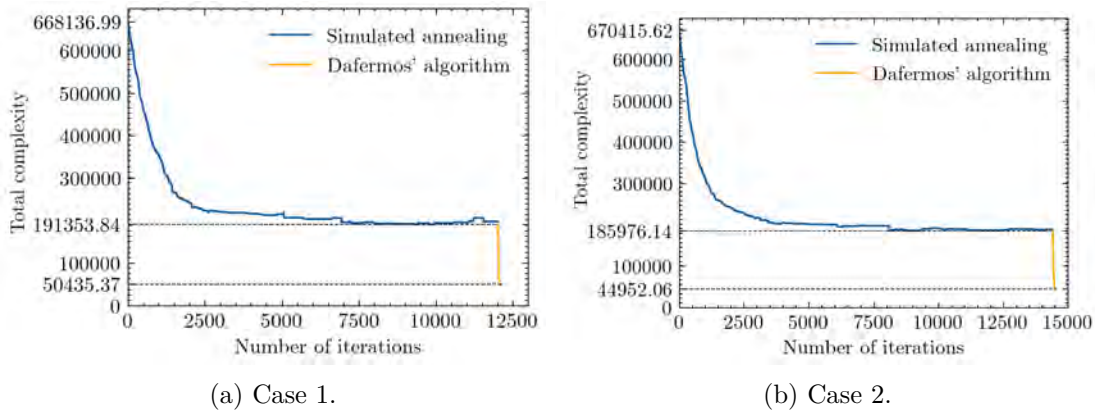 668136.99
600000
500000
400000
300000
191353.84
100000
50435.37
0
Total complexity
Simulated annealing
Dafermos' algorithm
0 2500 5000 7500 10000 12500
Number of iterations
(a) Case 1.
670415.62
600000
500000
400000
300000
185976.14
100000
44952.06
0
Total complexity
Simulated annealing
Dafermos' algorithm
0 2500 5000 7500 10000 12500 15000
Number of iterations
(b) Case 2.